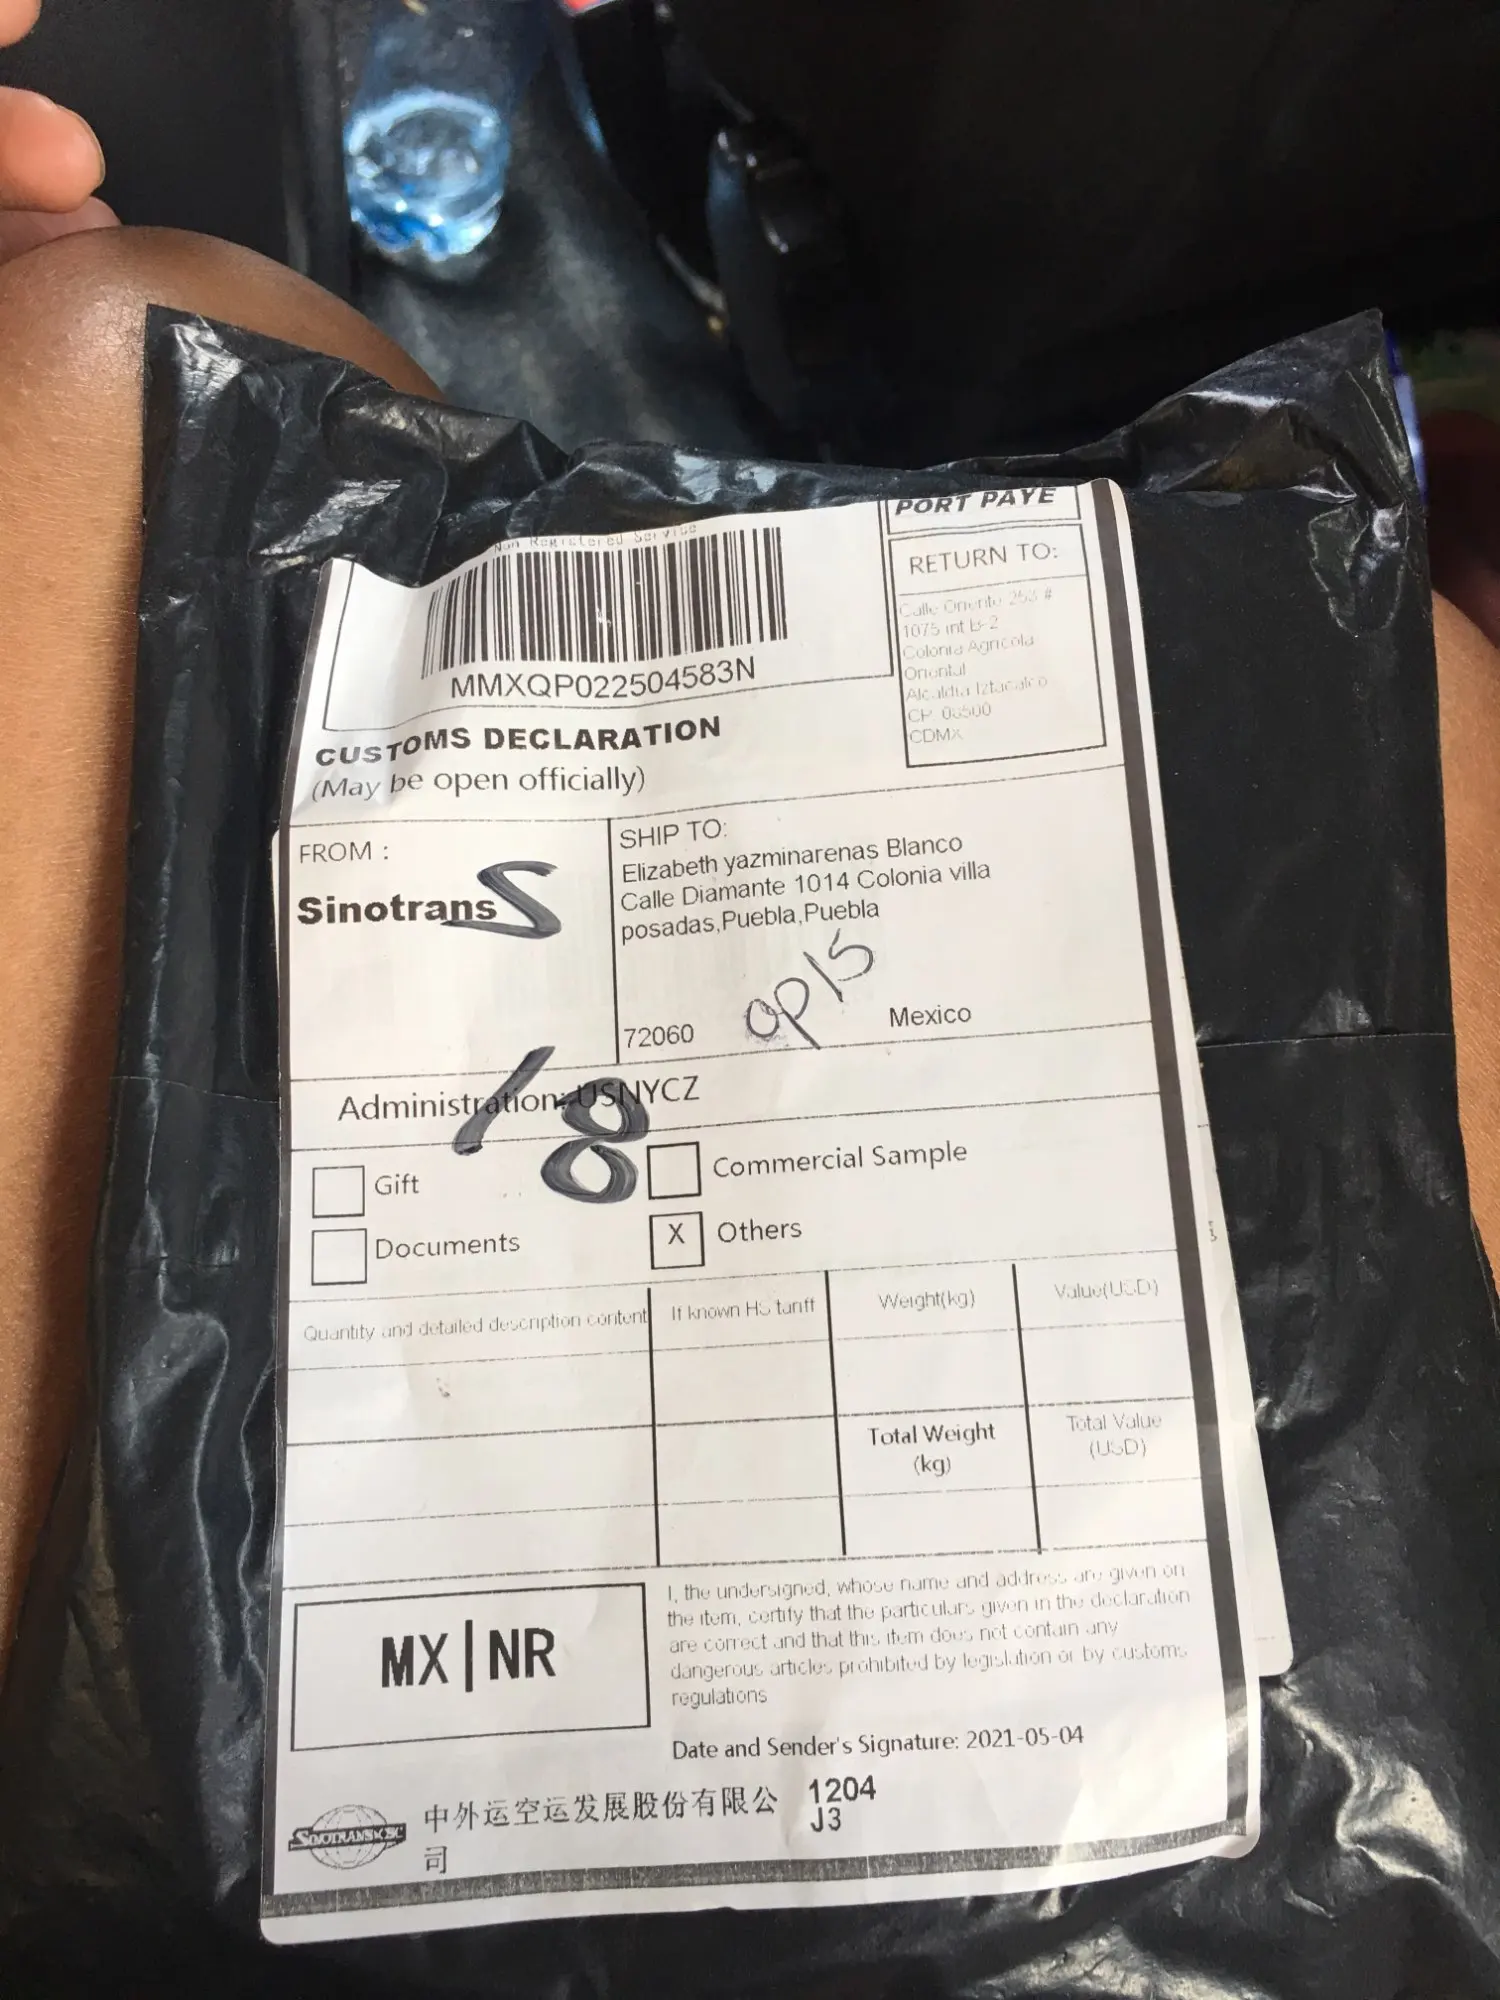 Non Registered Service
MMXQP022504583N
PORT PAYE
RETURN TO:
Calle Oriente 253 #
1075 int B-2
Colonia Agricola
Oriental
Alcaldia Iztacalco
CP
CDMX
CUSTOMS DECLARATION
(May be open officially)
FROM :
Sinotrans
S
SHIP TO:
Elizabeth yazminarenas Blanco
Calle Diamante 1014 Colonia villa
posadas,Puebla,Puebla
72060
Mexico
Administration: USNYCZ
8
Gift
Commercial Sample
Documents
X Others
Quantity and detailed description content
If known HS tariff
Weight(kg)
Value(USD)
Total Weight
(kg)
Total Value
(USD)
MX|NR
I, the undersigned, whose name and address are given on
the item, certify that the particulars given in the declaration
are correct and that this item does not contain any
dangerous articles prohibited by legislation or by customs
regulations
Date and Sender's Signature: 2021-05-04
SINOTRANS&CSC
中外运空运发展股份有限公
司
1204
J3